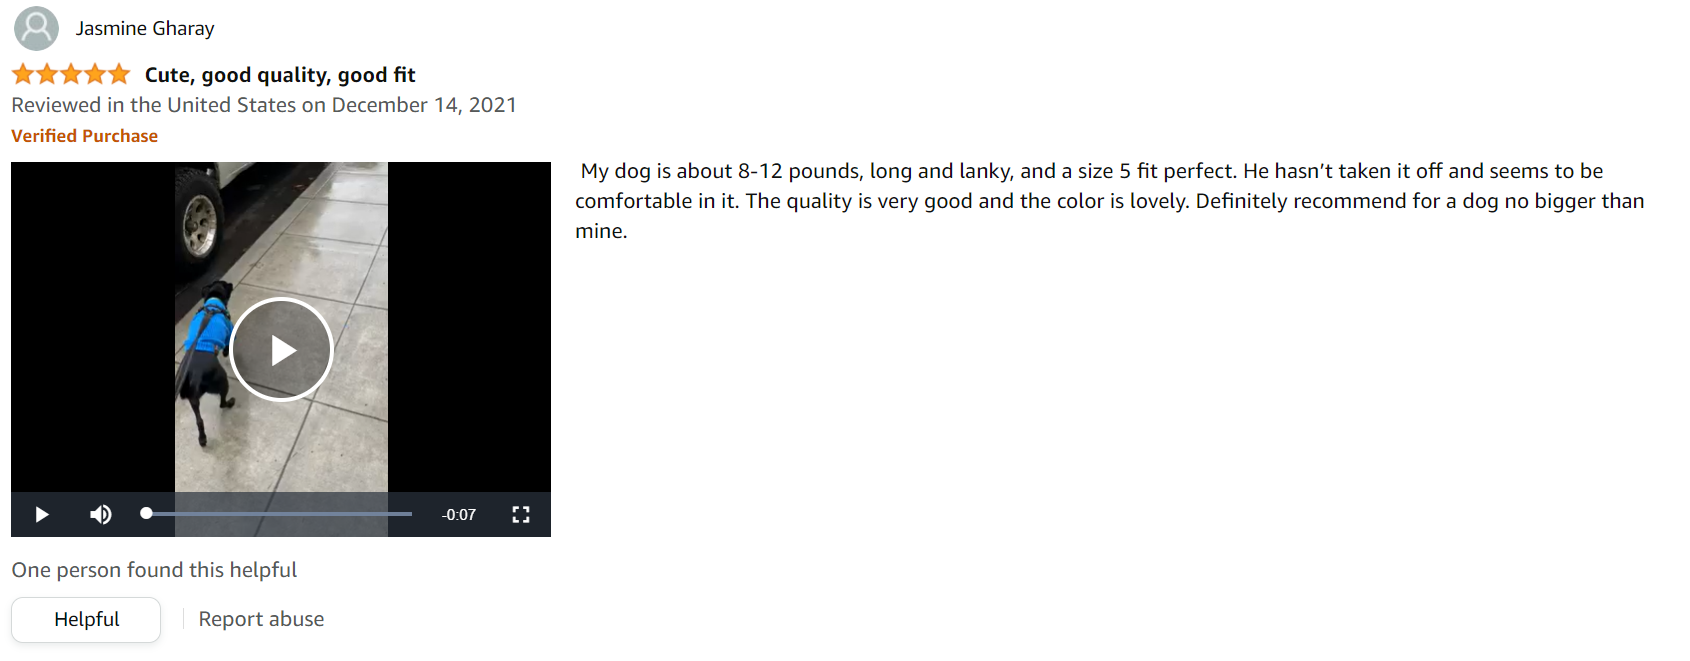 Jasmine Gharay
Cute, good quality, good fit
Reviewed in the United States on December 14, 2021
Verified Purchase
My dog is about 8-12 pounds, long and lanky, and a size 5 fit perfect. He hasn’t taken it off and seems to be
comfortable in it. The quality is very good and the color is lovely. Definitely recommend for a dog no bigger than
mine.
-0:07
One person found this helpful
Helpful
Report abuse